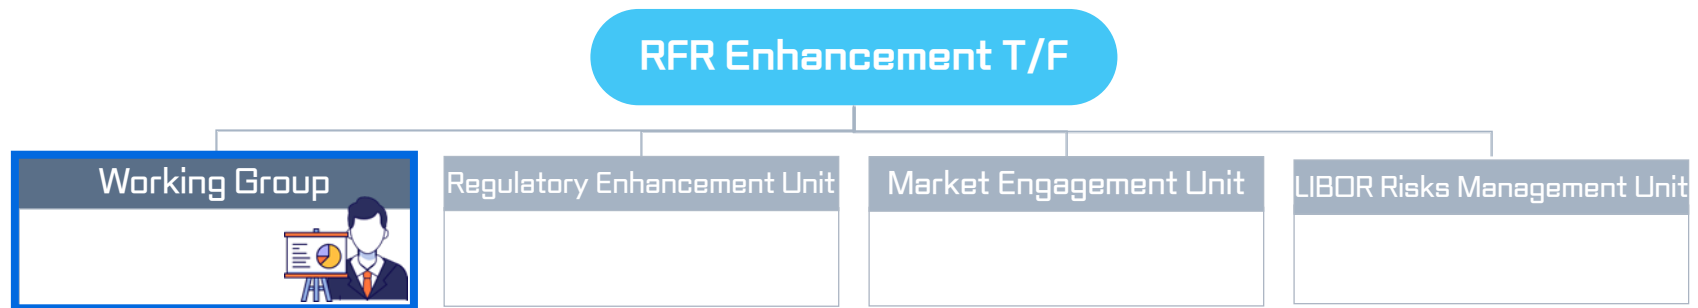 RFR Enhancement T/F
Working Group
Regulatory Enhancement Unit
Market Engagement Unit
LIBOR Risks Management Unit